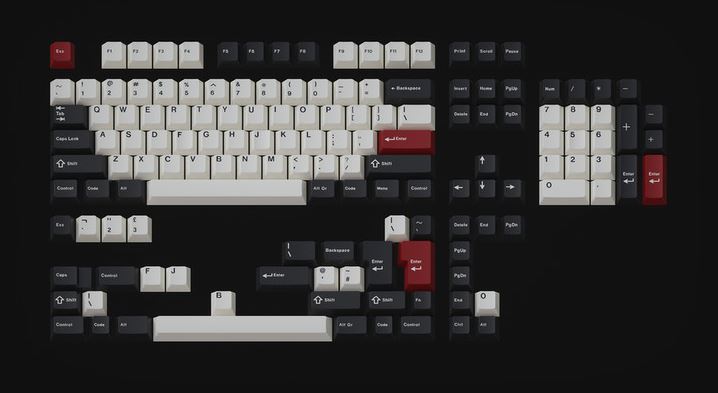 Esc F1 F2 F3 F4 F5 F6 F7 F8 F9 F10 F11 F12 Print Scroll Pause
~ ! @ # $ % ^ & * ( ) _ + ← Backspace Insert Home PgUp Num / * −
` 1 2 3 4 5 6 7 8 9 0 - =
Tab Q W E R T Y U I O P { } | Delete End PgDn 7 8 9 + −
[ ] \
Caps Lock A S D F G H J K L : " Enter 4 5 6 +
; '
Shift Z X C V B N M < > ? Shift ↑ 1 2 3 Enter Enter
, . /
Control Code Alt Alt Gr Code Menu Control ← ↓ → 0 .
Esc ¬ " £ | ~ Delete End PgDn
` 2 3 \
| Backspace Enter Enter PgUp
\
Caps Control F J Enter @ ~ PgDn
' #
Shift | B Shift Shift Fn End 0
\
Control Code Alt Alt Gr Code Control Ctrl Alt